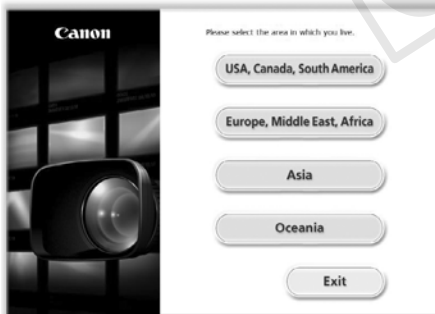 Canon
Please select the area in which you live.
USA, Canada, South America
Europe, Middle East, Africa
Asia
Oceania
Exit